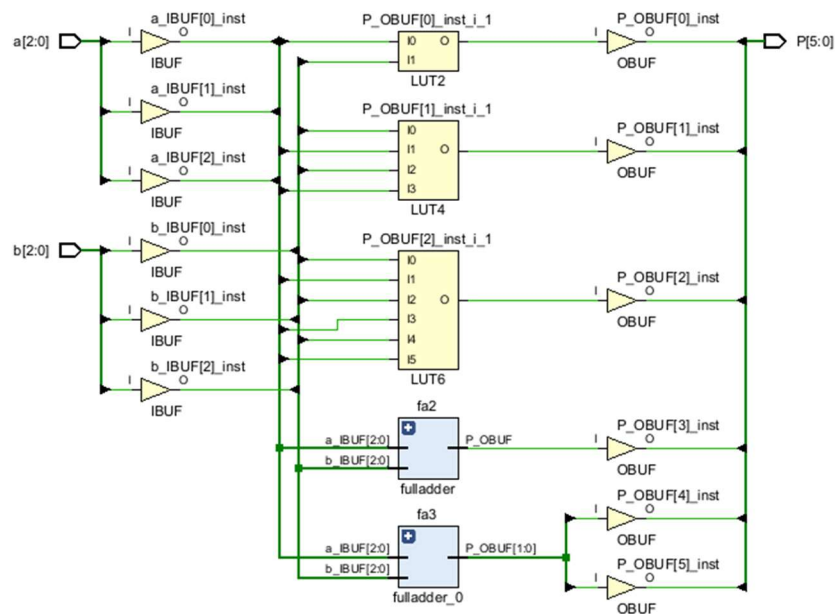 a[2:0]
a_IBUF[0]_inst
I
O
IBUF
a_IBUF[1]_inst
I
O
IBUF
a_IBUF[2]_inst
I
O
IBUF
b[2:0]
b_IBUF[0]_inst
I
O
IBUF
b_IBUF[1]_inst
I
O
IBUF
b_IBUF[2]_inst
I
O
IBUF
P_OBUF[0]_inst_i_1
I0
I1
O
LUT2
P_OBUF[1]_inst_i_1
I0
I1
I2
I3
O
LUT4
P_OBUF[2]_inst_i_1
I0
I1
I2
I3
I4
I5
O
LUT6
fa2
a_IBUF[2:0]
b_IBUF[2:0]
P_OBUF
fulladder
fa3
a_IBUF[2:0]
b_IBUF[2:0]
P_OBUF[1:0]
fulladder_0
P_OBUF[0]_inst
I
O
OBUF
P_OBUF[1]_inst
I
O
OBUF
P_OBUF[2]_inst
I
O
OBUF
P_OBUF[3]_inst
I
O
OBUF
P_OBUF[4]_inst
I
O
OBUF
P_OBUF[5]_inst
I
O
OBUF
P[5:0]